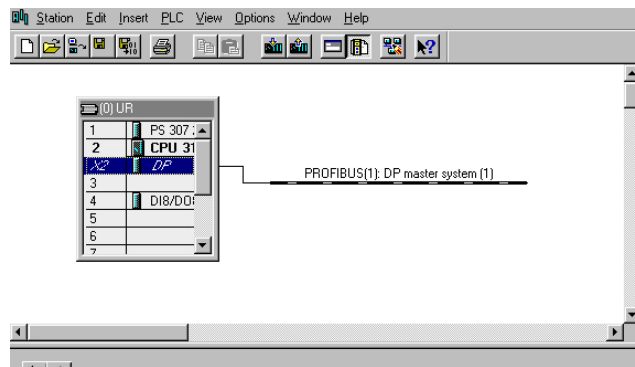 Station Edit Insert PLC View Options Window Help
(0) UR
1 PS 307
2 CPU 31
X2 DP
3
4 DI8/DO
5
6
7
PROFIBUS(1): DP master system (1)